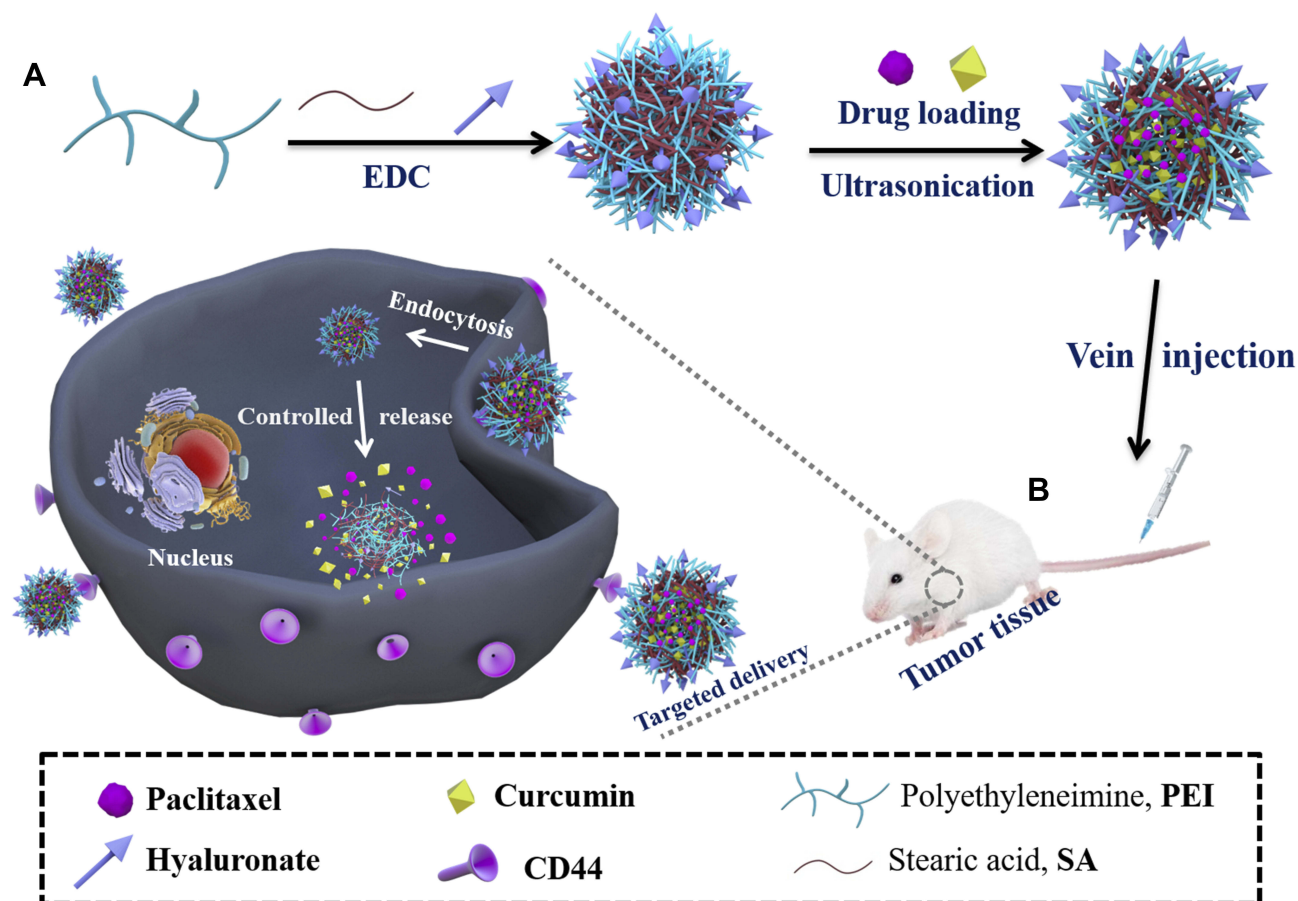 A
EDC
Drug loading
Ultrasonication
Vein injection
B
Tumor tissue
Targeted delivery
Endocytosis
Controlled release
Nucleus
Paclitaxel
Curcumin
Polyethyleneimine, PEI
Hyaluronate
CD44
Stearic acid, SA